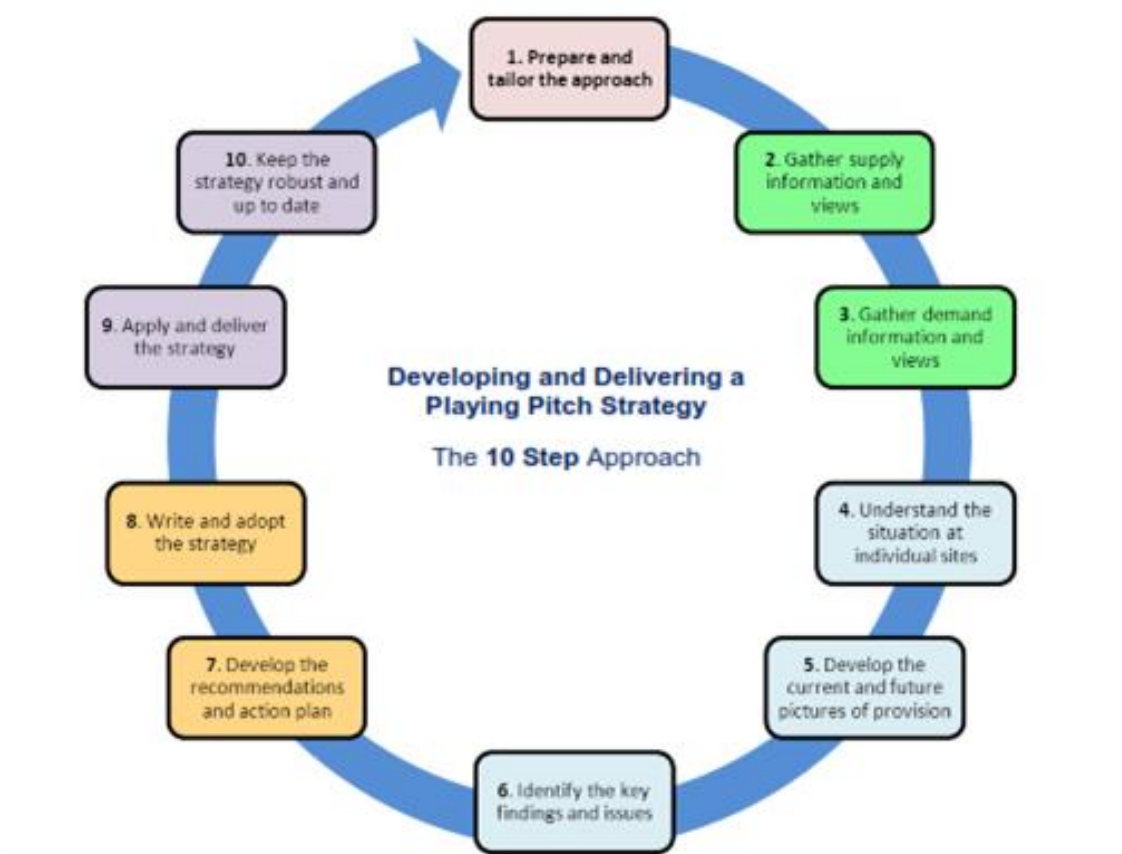 1. Prepare and
tailor the approach
2. Gather supply
information and
views
3. Gather demand
information and
views
4. Understand the
situation at
individual sites
5. Develop the
current and future
pictures of provision
6. Identify the key
findings and issues
7. Develop the
recommendations
and action plan
8. Write and adopt
the strategy
9. Apply and deliver
the strategy
10. Keep the
strategy robust and
up to date
Developing and Delivering a
Playing Pitch Strategy
The 10 Step Approach